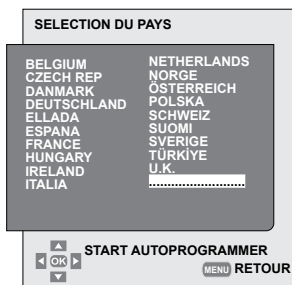 SELECTION DU PAYS
BELGIUM
CZECH REP
DANMARK
DEUTSCHLAND
ELLADA
ESPANA
FRANCE
HUNGARY
IRELAND
ITALIA
NETHERLANDS
NORGE
ÖSTERREICH
POLSKA
SCHWEIZ
SUOMI
SVERIGE
TÜRKİYE
U.K.
.........................
OK START AUTOPROGRAMMER
MENU RETOUR